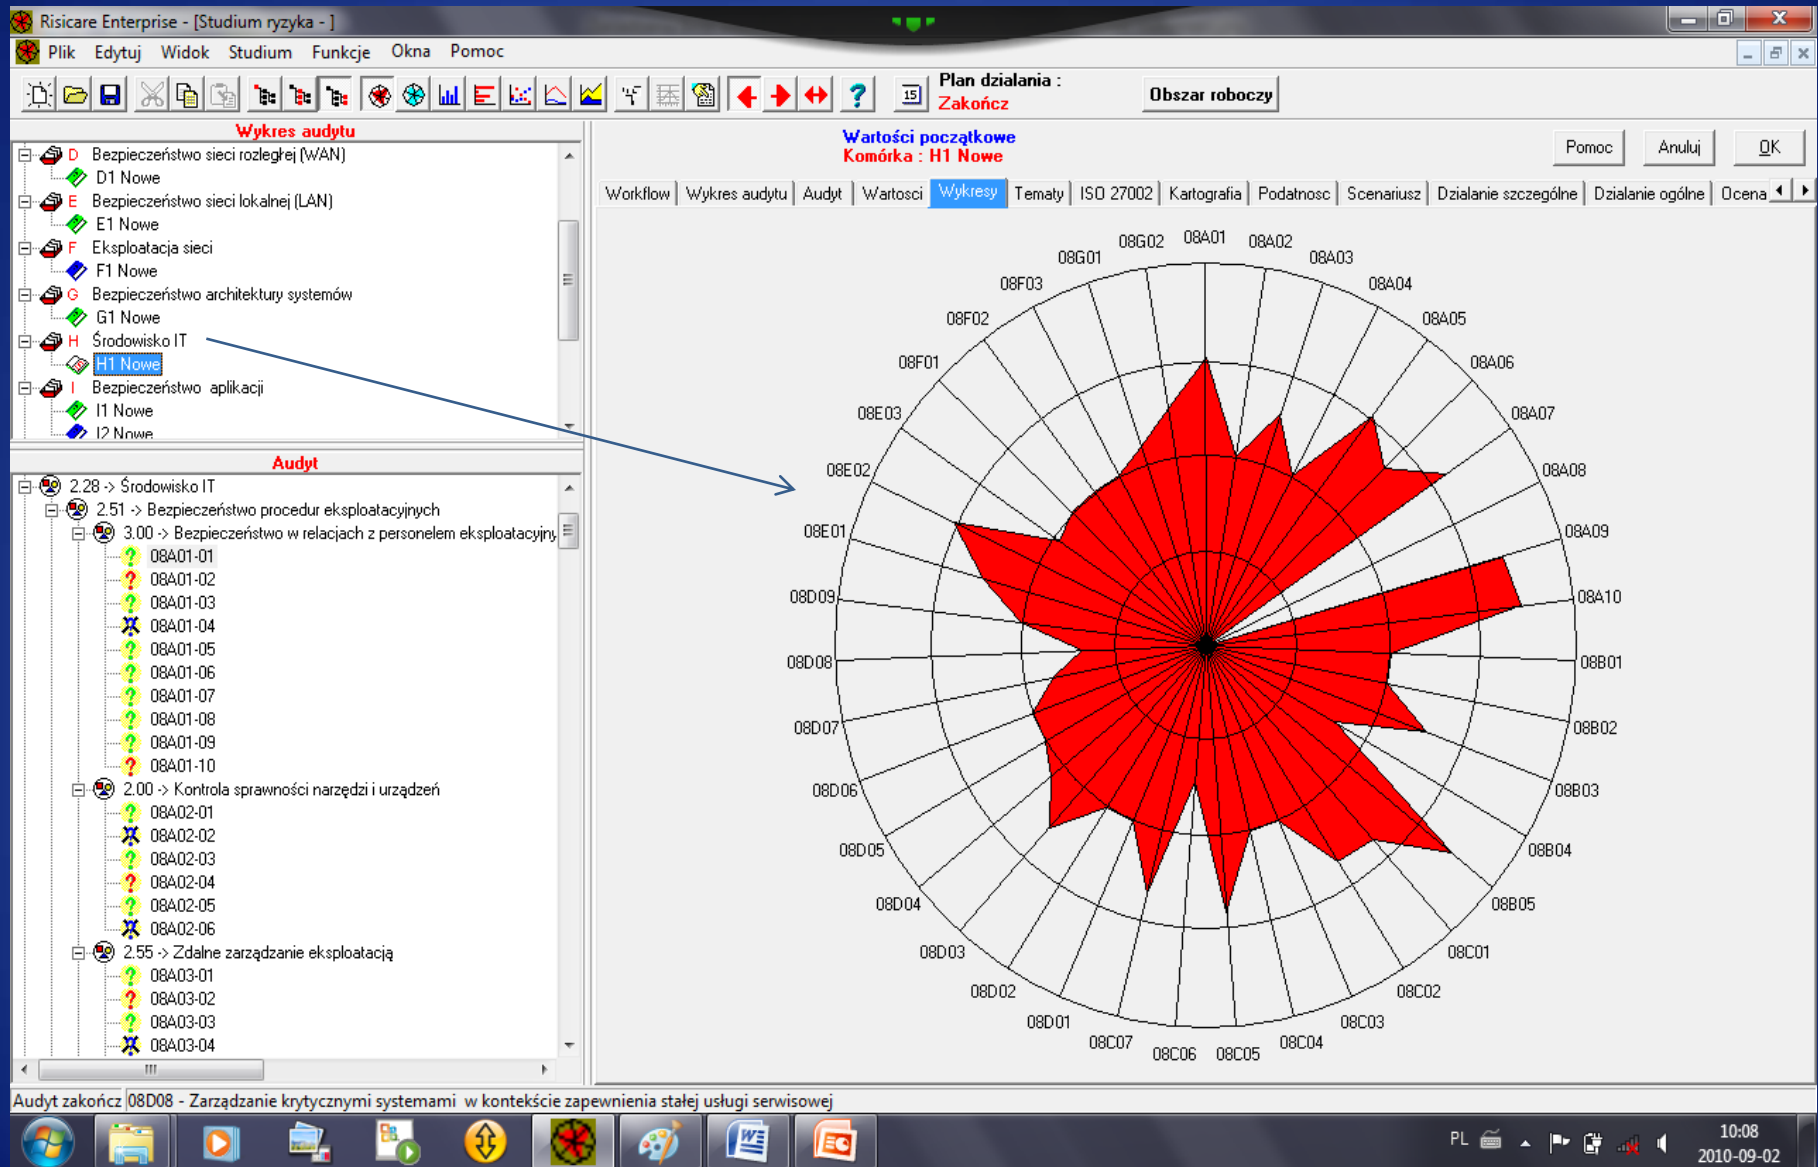 Risicare Enterprise - [Studium ryzyka - ]
Plik Edytuj Widok Studium Funkcje Okna Pomoc
15 Plan dzialania :
Zakończ
Obszar roboczy
Wykres audytu
D Bezpieczeństwo sieci rozległej (WAN)
D1 Nowe
E Bezpieczeństwo sieci lokalnej (LAN)
E1 Nowe
F Eksploatacja sieci
F1 Nowe
G Bezpieczeństwo architektury systemów
G1 Nowe
H Środowisko IT
H1 Nowe
I Bezpieczeństwo aplikacji
I1 Nowe
I2 Nowe
Audyt
2.28 -> Środowisko IT
2.51 -> Bezpieczeństwo procedur eksploatacyjnych
3.00 -> Bezpieczeństwo w relacjach z personelem eksploatacyjny
08A01-01
08A01-02
08A01-03
08A01-04
08A01-05
08A01-06
08A01-07
08A01-08
08A01-09
08A01-10
2.00 -> Kontrola sprawności narzędzi i urządzeń
08A02-01
08A02-02
08A02-03
08A02-04
08A02-05
08A02-06
2.55 -> Zdalne zarządzanie eksploatacją
08A03-01
08A03-02
08A03-03
08A03-04
Wartości początkowe
Komórka : H1 Nowe
Pomoc Anuluj OK
Workflow Wykres audytu Audyt Wartosci Wykresy Tematy ISO 27002 Kartografia Podatnosc Scenariusz Dzialanie szczególne Dzialanie ogólne Ocena
08A01
08A02
08A03
08A04
08A05
08A06
08A07
08A08
08A09
08A10
08B01
08B02
08B03
08B04
08B05
08C01
08C02
08C03
08C04
08C05
08C06
08C07
08D01
08D02
08D03
08D04
08D05
08D06
08D07
08D08
08D09
08E01
08E02
08E03
08F01
08F02
08F03
08G01
08G02
Audyt zakończ 08D08 - Zarządzanie krytycznymi systemami w kontekście zapewnienia stałej usługi serwisowej
PL
10:08
2010-09-02